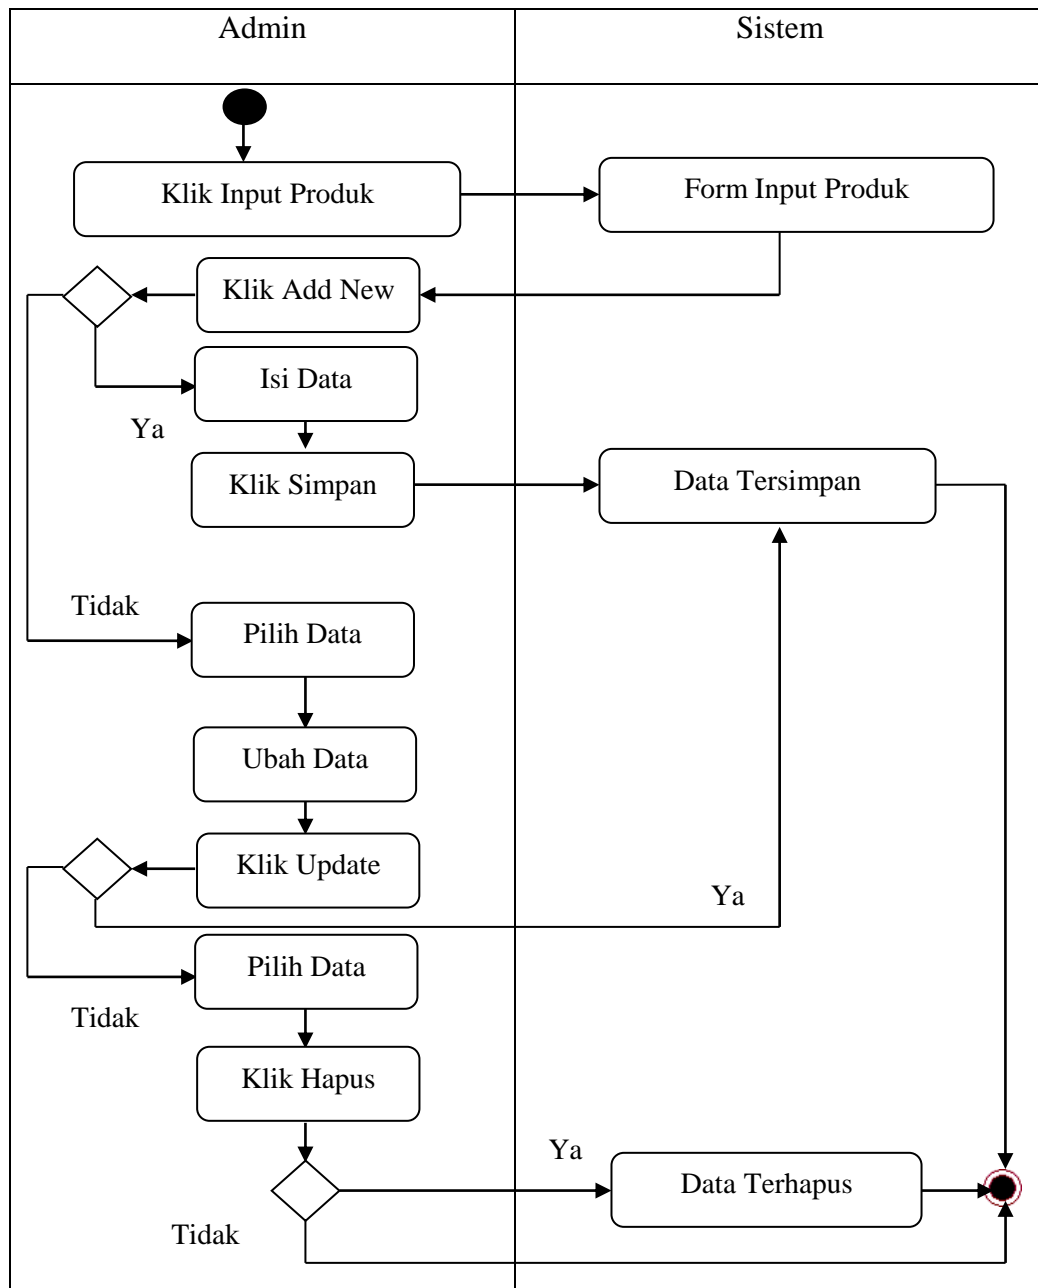 Admin
Sistem
Klik Input Produk
Form Input Produk
Klik Add New
Isi Data
Ya
Klik Simpan
Data Tersimpan
Tidak
Pilih Data
Ubah Data
Klik Update
Ya
Pilih Data
Tidak
Klik Hapus
Ya
Data Terhapus
Tidak